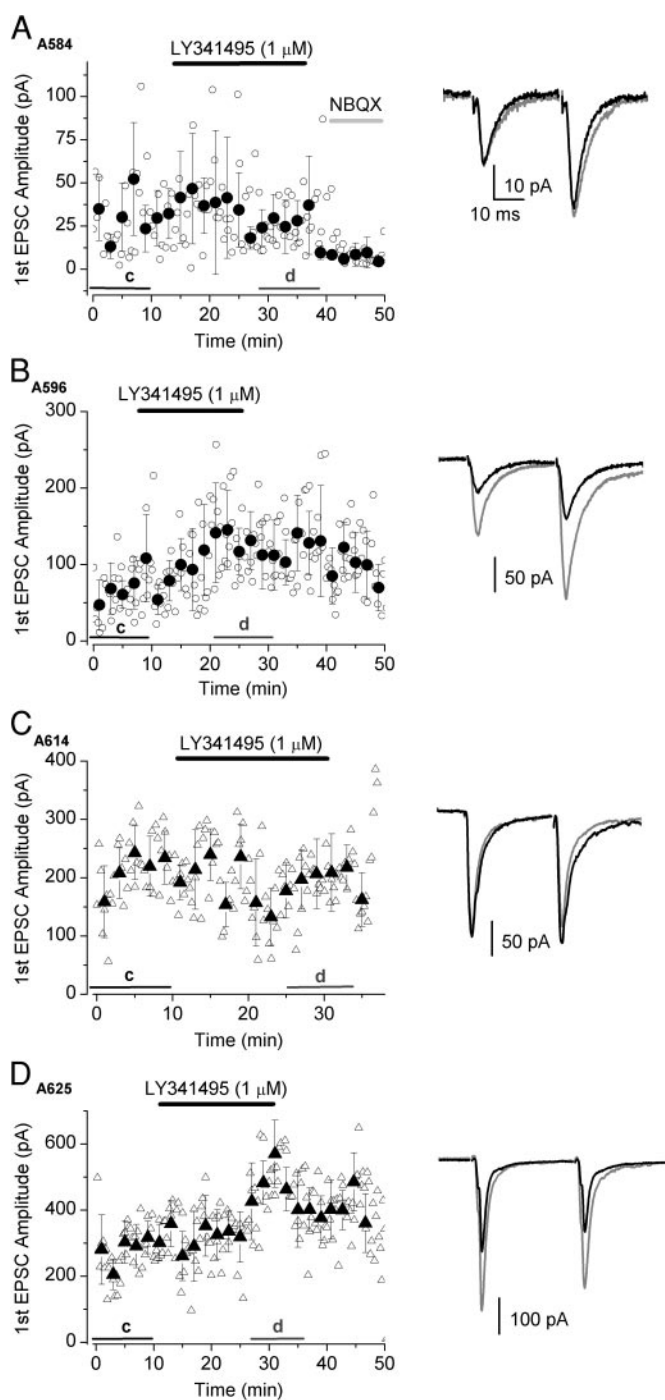 A A584
LY341495 (1 μM)
NBQX
1st EPSC Amplitude (pA)
100
75
50
25
0
c
d
0 10 20 30 40 50
Time (min)
10 pA
10 ms
B A596
LY341495 (1 μM)
1st EPSC Amplitude (pA)
300
200
100
0
c
d
0 10 20 30 40 50
Time (min)
50 pA
C A614
LY341495 (1 μM)
1st EPSC Amplitude (pA)
400
300
200
100
0
c
d
0 10 20 30
Time (min)
50 pA
D A625
LY341495 (1 μM)
1st EPSC Amplitude (pA)
600
400
200
0
c
d
0 10 20 30 40 50
Time (min)
100 pA